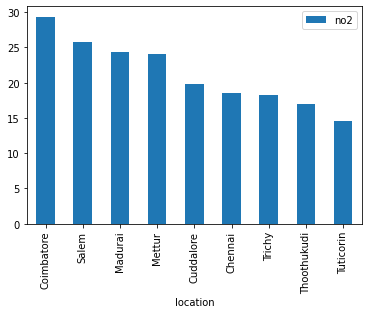 30
25
20
15
10
5
0
no2
Coimbatore
Salem
Madurai
Mettur
Cuddalore
Chennai
Trichy
Thoothukudi
Tuticorin
location